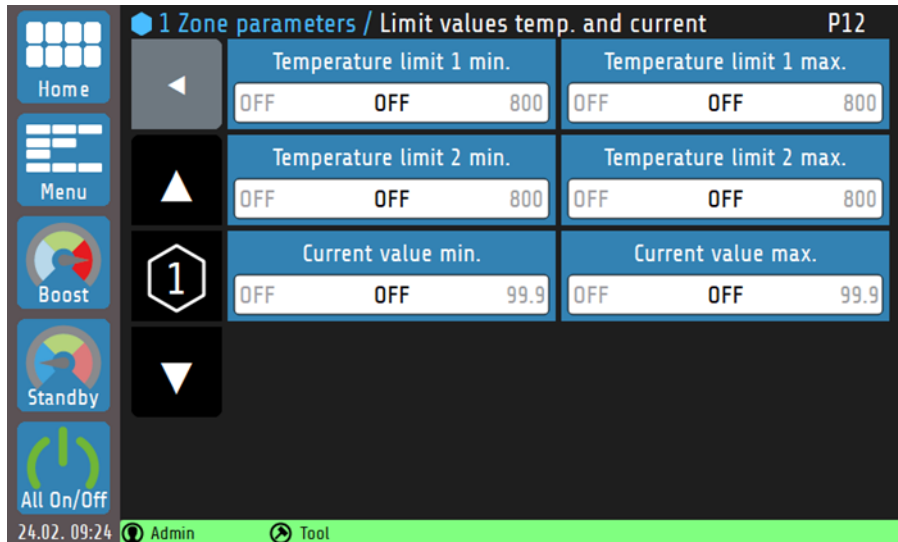 1 Zone parameters / Limit values temp. and current P12
Home
Menu
Boost
Standby
All On/Off
Temperature limit 1 min. Temperature limit 1 max.
OFF OFF 800 OFF OFF 800
Temperature limit 2 min. Temperature limit 2 max.
OFF OFF 800 OFF OFF 800
1
Current value min. Current value max.
OFF OFF 99.9 OFF OFF 99.9
24.02. 09:24 Admin Tool